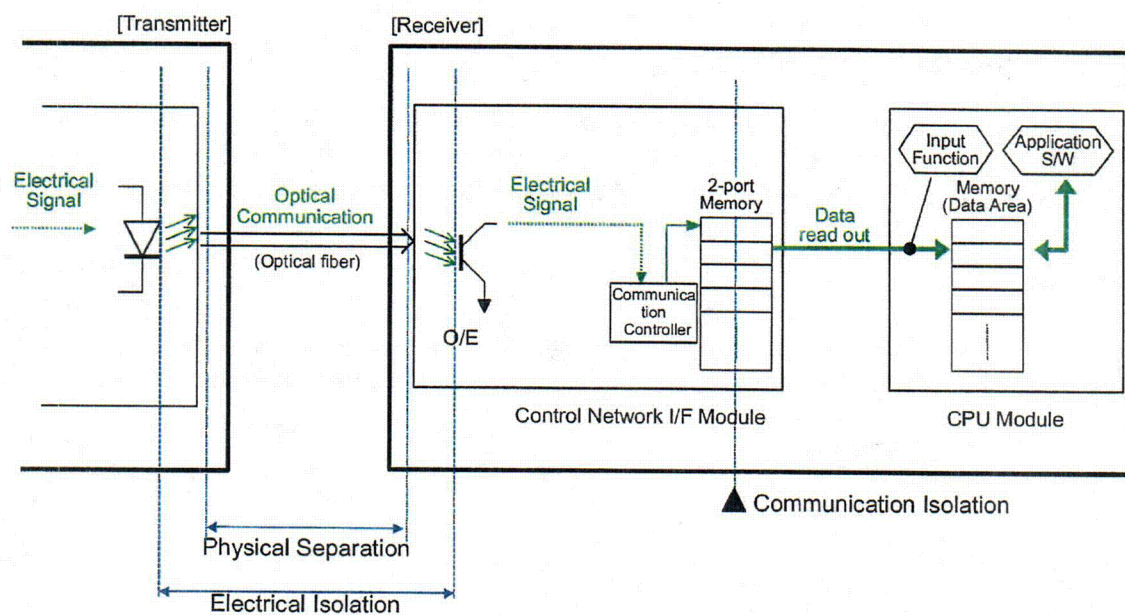 [Transmitter]
[Receiver]
Electrical
Signal
Optical
Communication
(Optical fiber)
Electrical
Signal
O/E
Communica
tion
Controller
2-port
Memory
Data
read out
Input
Function
Application
S/W
Memory
(Data Area)
Control Network I/F Module
CPU Module
Communication Isolation
Physical Separation
Electrical Isolation